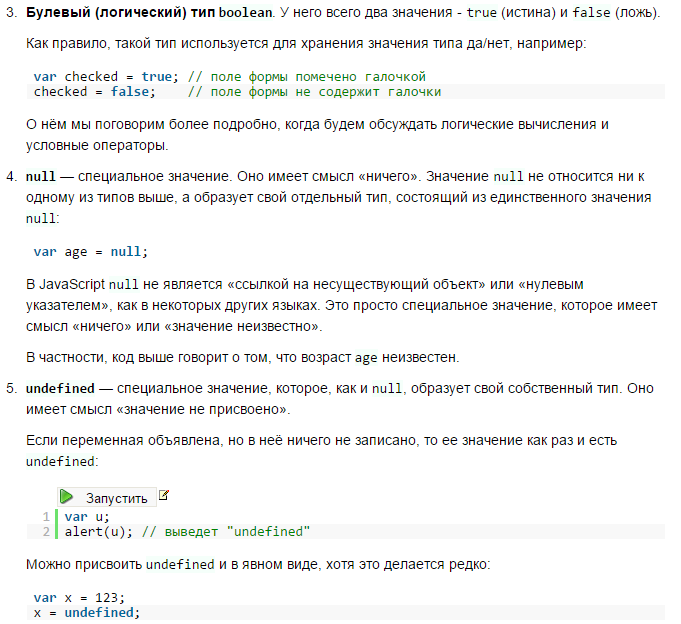 3. Булевый (логический) тип boolean. У него всего два значения - true (истина) и false (ложь).
Как правило, такой тип используется для хранения значения типа да/нет, например:
var checked = true; // поле формы помечено галочкой
checked = false;    // поле формы не содержит галочки
О нём мы поговорим более подробно, когда будем обсуждать логические вычисления и
условные операторы.
4. null — специальное значение. Оно имеет смысл «ничего». Значение null не относится ни к
одному из типов выше, а образует свой отдельный тип, состоящий из единственного значения
null:
var age = null;
В JavaScript null не является «ссылкой на несуществующий объект» или «нулевым
указателем», как в некоторых других языках. Это просто специальное значение, которое имеет
смысл «ничего» или «значение неизвестно».
В частности, код выше говорит о том, что возраст age неизвестен.
5. undefined — специальное значение, которое, как и null, образует свой собственный тип. Оно
имеет смысл «значение не присвоено».
Если переменная объявлена, но в неё ничего не записано, то ее значение как раз и есть
undefined:
Запустить
1 var u;
2 alert(u); // выведет "undefined"
Можно присвоить undefined и в явном виде, хотя это делается редко:
var x = 123;
x = undefined;